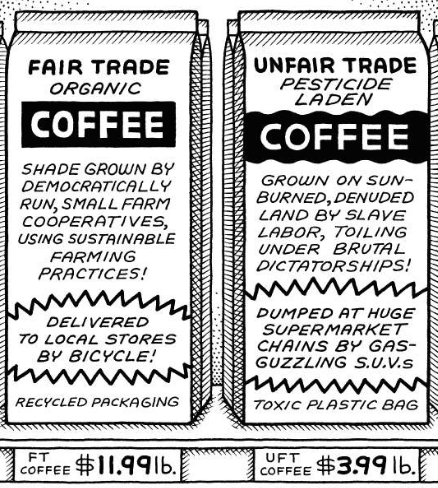 FAIR TRADE
ORGANIC
COFFEE
SHADE GROWN BY
DEMOCRATICALLY
RUN, SMALL FARM
COOPERATIVES,
USING SUSTAINABLE
FARMING
PRACTICES!
DELIVERED
TO LOCAL STORES
BY BICYCLE!
RECYCLED PACKAGING
FT
COFFEE $11.99 lb.
UNFAIR TRADE
PESTICIDE
LADEN
COFFEE
GROWN ON SUN-
BURNED, DENUDED
LAND BY SLAVE
LABOR, TOILING
UNDER BRUTAL
DICTATORSHIPS!
DUMPED AT HUGE
SUPERMARKET
CHAINS BY GAS-
GUZZLING S.U.V.s
TOXIC PLASTIC BAG
UFT
COFFEE $3.99 lb.